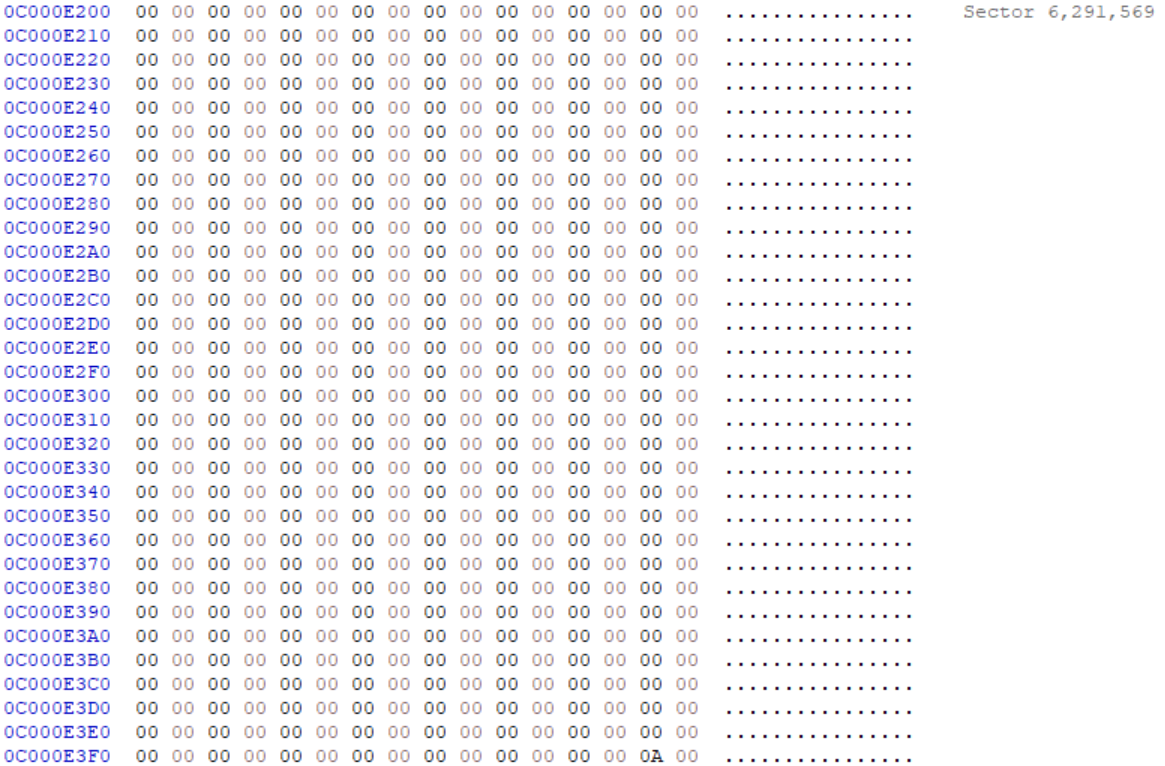 0C000E200 00 00 00 00 00 00 00 00 00 00 00 00 00 00 00 00 ................ Sector 6,291,569
0C000E210 00 00 00 00 00 00 00 00 00 00 00 00 00 00 00 00 ................
0C000E220 00 00 00 00 00 00 00 00 00 00 00 00 00 00 00 00 ................
0C000E230 00 00 00 00 00 00 00 00 00 00 00 00 00 00 00 00 ................
0C000E240 00 00 00 00 00 00 00 00 00 00 00 00 00 00 00 00 ................
0C000E250 00 00 00 00 00 00 00 00 00 00 00 00 00 00 00 00 ................
0C000E260 00 00 00 00 00 00 00 00 00 00 00 00 00 00 00 00 ................
0C000E270 00 00 00 00 00 00 00 00 00 00 00 00 00 00 00 00 ................
0C000E280 00 00 00 00 00 00 00 00 00 00 00 00 00 00 00 00 ................
0C000E290 00 00 00 00 00 00 00 00 00 00 00 00 00 00 00 00 ................
0C000E2A0 00 00 00 00 00 00 00 00 00 00 00 00 00 00 00 00 ................
0C000E2B0 00 00 00 00 00 00 00 00 00 00 00 00 00 00 00 00 ................
0C000E2C0 00 00 00 00 00 00 00 00 00 00 00 00 00 00 00 00 ................
0C000E2D0 00 00 00 00 00 00 00 00 00 00 00 00 00 00 00 00 ................
0C000E2E0 00 00 00 00 00 00 00 00 00 00 00 00 00 00 00 00 ................
0C000E2F0 00 00 00 00 00 00 00 00 00 00 00 00 00 00 00 00 ................
0C000E300 00 00 00 00 00 00 00 00 00 00 00 00 00 00 00 00 ................
0C000E310 00 00 00 00 00 00 00 00 00 00 00 00 00 00 00 00 ................
0C000E320 00 00 00 00 00 00 00 00 00 00 00 00 00 00 00 00 ................
0C000E330 00 00 00 00 00 00 00 00 00 00 00 00 00 00 00 00 ................
0C000E340 00 00 00 00 00 00 00 00 00 00 00 00 00 00 00 00 ................
0C000E350 00 00 00 00 00 00 00 00 00 00 00 00 00 00 00 00 ................
0C000E360 00 00 00 00 00 00 00 00 00 00 00 00 00 00 00 00 ................
0C000E370 00 00 00 00 00 00 00 00 00 00 00 00 00 00 00 00 ................
0C000E380 00 00 00 00 00 00 00 00 00 00 00 00 00 00 00 00 ................
0C000E390 00 00 00 00 00 00 00 00 00 00 00 00 00 00 00 00 ................
0C000E3A0 00 00 00 00 00 00 00 00 00 00 00 00 00 00 00 00 ................
0C000E3B0 00 00 00 00 00 00 00 00 00 00 00 00 00 00 00 00 ................
0C000E3C0 00 00 00 00 00 00 00 00 00 00 00 00 00 00 00 00 ................
0C000E3D0 00 00 00 00 00 00 00 00 00 00 00 00 00 00 00 00 ................
0C000E3E0 00 00 00 00 00 00 00 00 00 00 00 00 00 00 00 00 ................
0C000E3F0 00 00 00 00 00 00 00 00 00 00 00 00 00 00 0A 00 ................